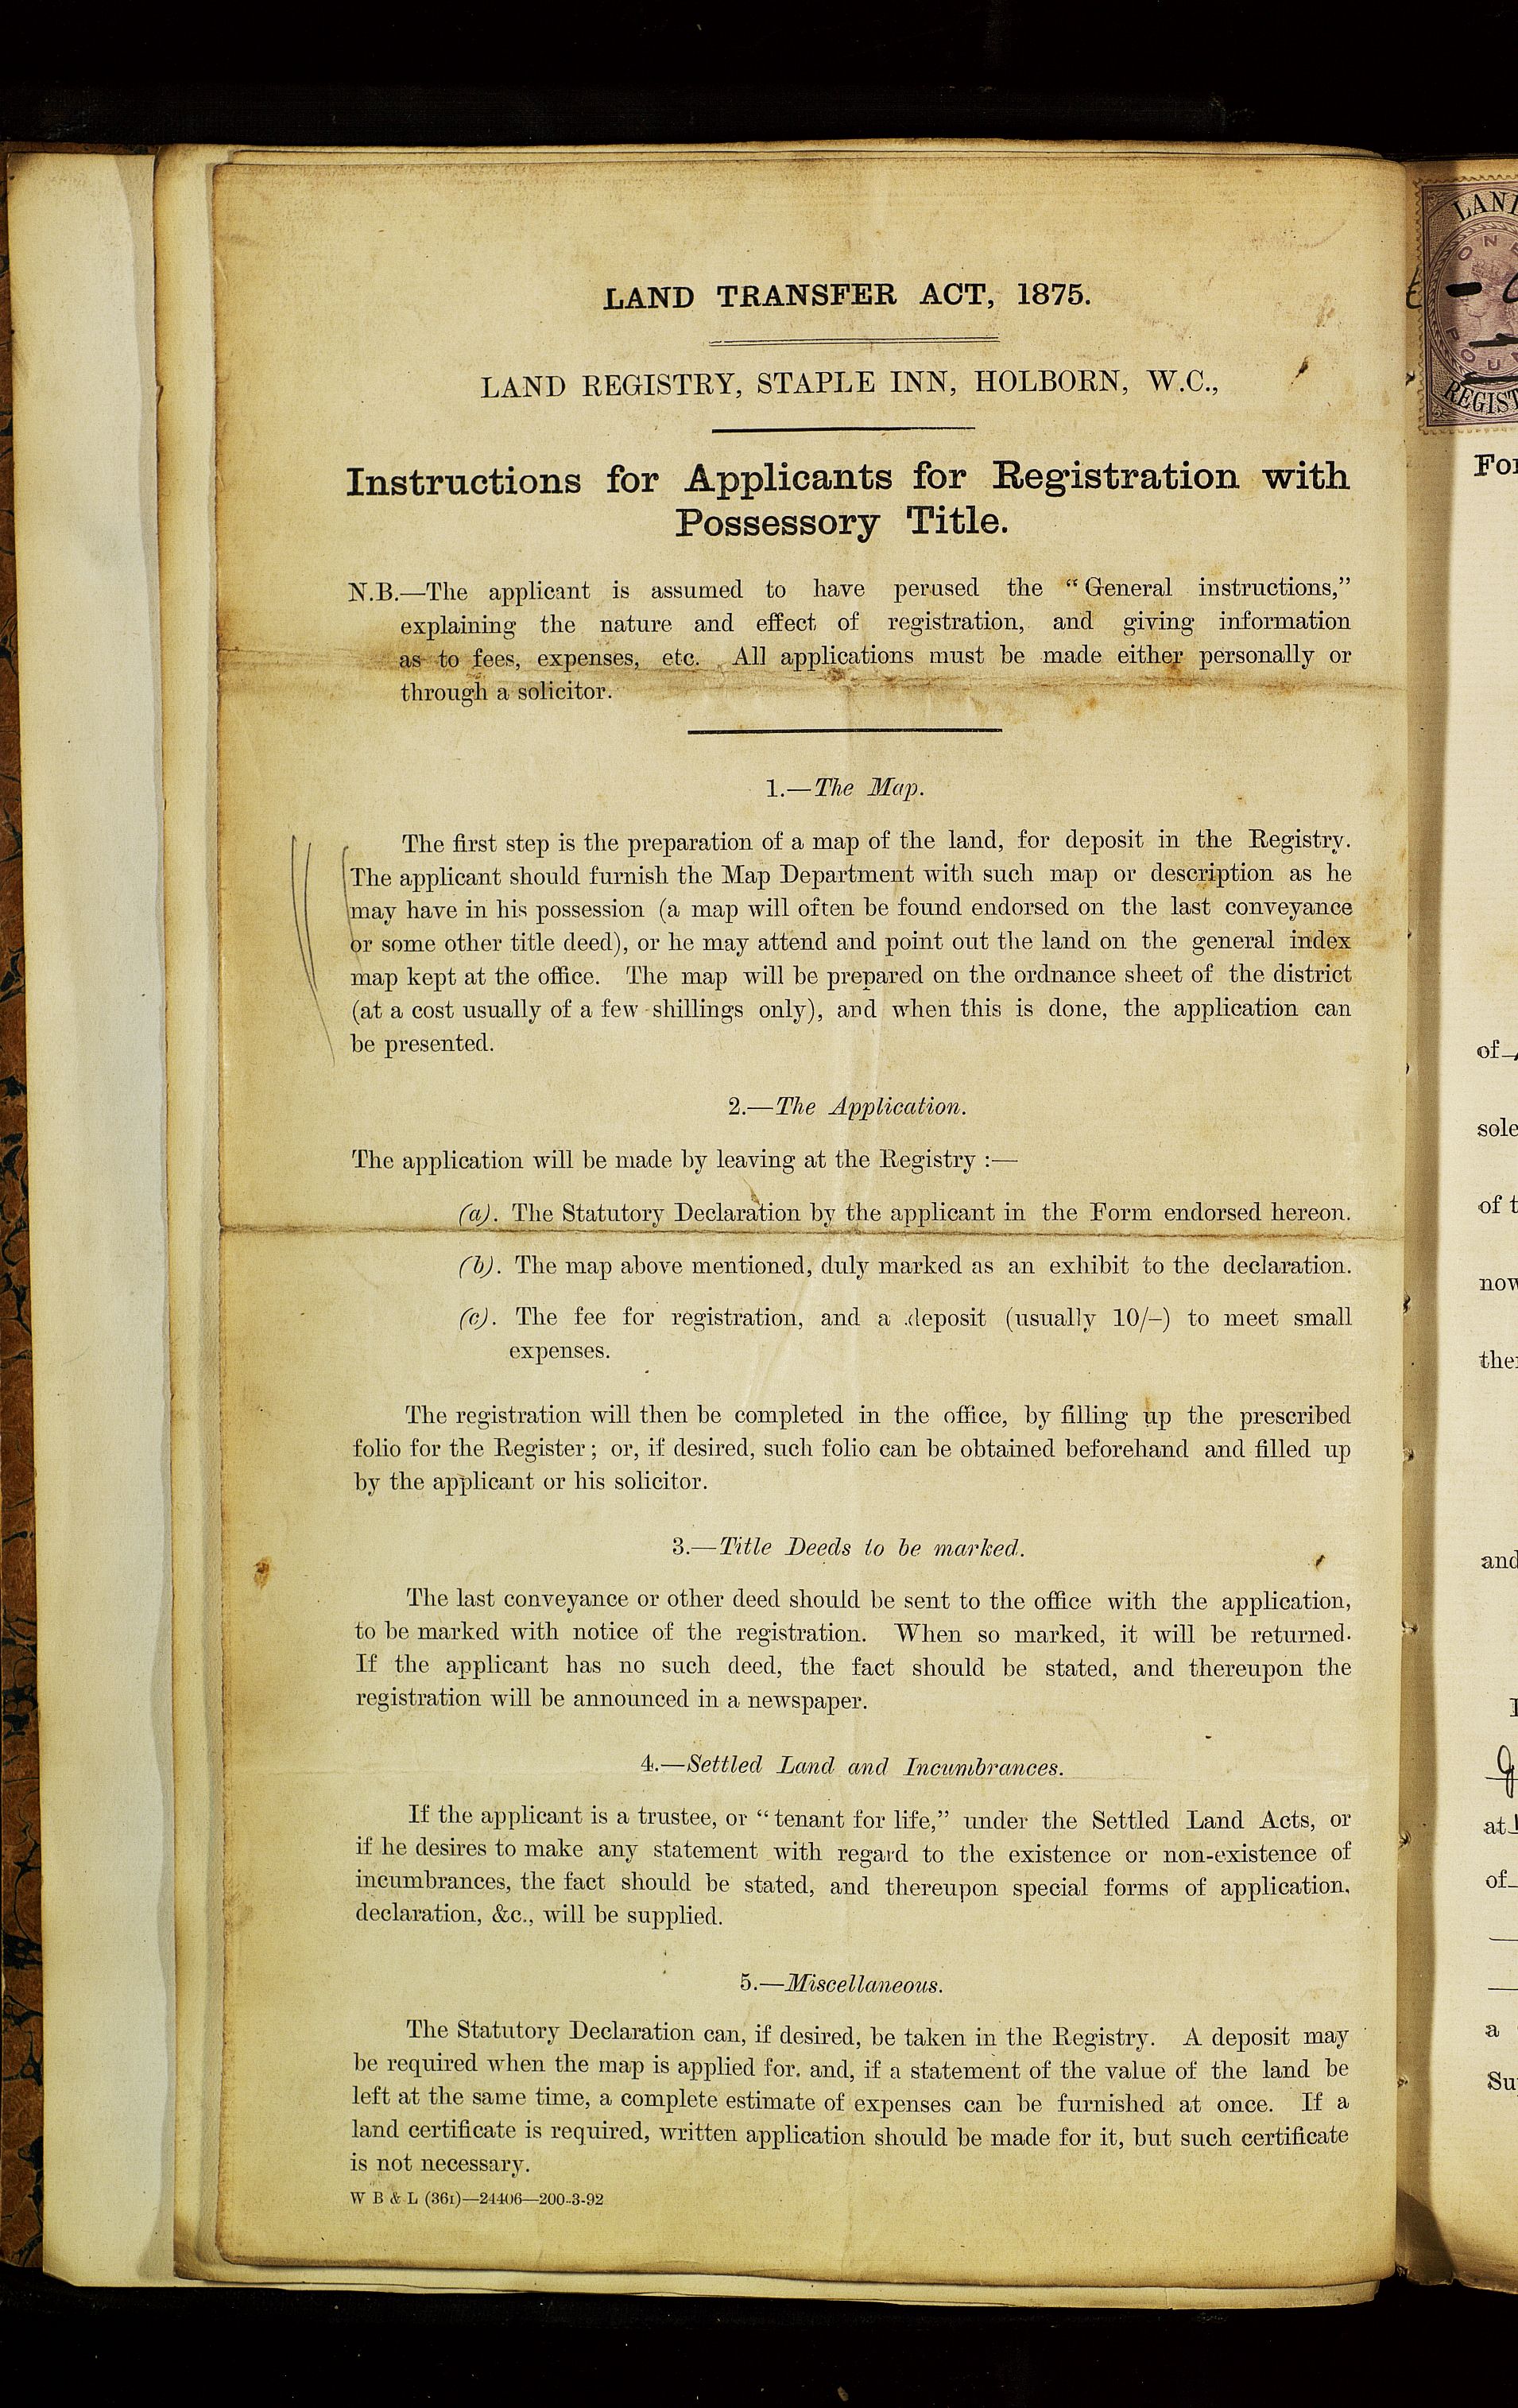 LAND TRANSFER ACT, 1875.
LAND REGISTRY, STAPLE INN, HOLBORN, W.C.,
Instructions for Applicants for Registration with
Possessory Title.
N.B.—The applicant is assumed to have perused the “General instructions,”
explaining the nature and effect of registration, and giving information
as to fees, expenses, etc. All applications must be made either personally or
through a solicitor.
1.—The Map.
The first step is the preparation of a map of the land, for deposit in the Registry.
The applicant should furnish the Map Department with such map or description as he
may have in his possession (a map will often be found endorsed on the last conveyance
or some other title deed), or he may attend and point out the land on the general index
map kept at the office. The map will be prepared on the ordnance sheet of the district
(at a cost usually of a few shillings only), and when this is done, the application can
be presented.
2.—The Application.
The application will be made by leaving at the Registry :—
(a). The Statutory Declaration by the applicant in the Form endorsed hereon.
(b). The map above mentioned, duly marked as an exhibit to the declaration.
(c). The fee for registration, and a deposit (usually 10/–) to meet small
expenses.
The registration will then be completed in the office, by filling up the prescribed
folio for the Register; or, if desired, such folio can be obtained beforehand and filled up
by the applicant or his solicitor.
3.—Title Deeds to be marked.
The last conveyance or other deed should be sent to the office with the application,
to be marked with notice of the registration. When so marked, it will be returned.
If the applicant has no such deed, the fact should be stated, and thereupon the
registration will be announced in a newspaper.
4.—Settled Land and Incumbrances.
If the applicant is a trustee, or “tenant for life,” under the Settled Land Acts, or
if he desires to make any statement with regard to the existence or non-existence of
incumbrances, the fact should be stated, and thereupon special forms of application,
declaration, &c., will be supplied.
5.—Miscellaneous.
The Statutory Declaration can, if desired, be taken in the Registry. A deposit may
be required when the map is applied for. and, if a statement of the value of the land be
left at the same time, a complete estimate of expenses can be furnished at once. If a
land certificate is required, written application should be made for it, but such certificate
is not necessary.
W B & L (361)—24406—200-3-92
of
sole
of t
and
at
of
a